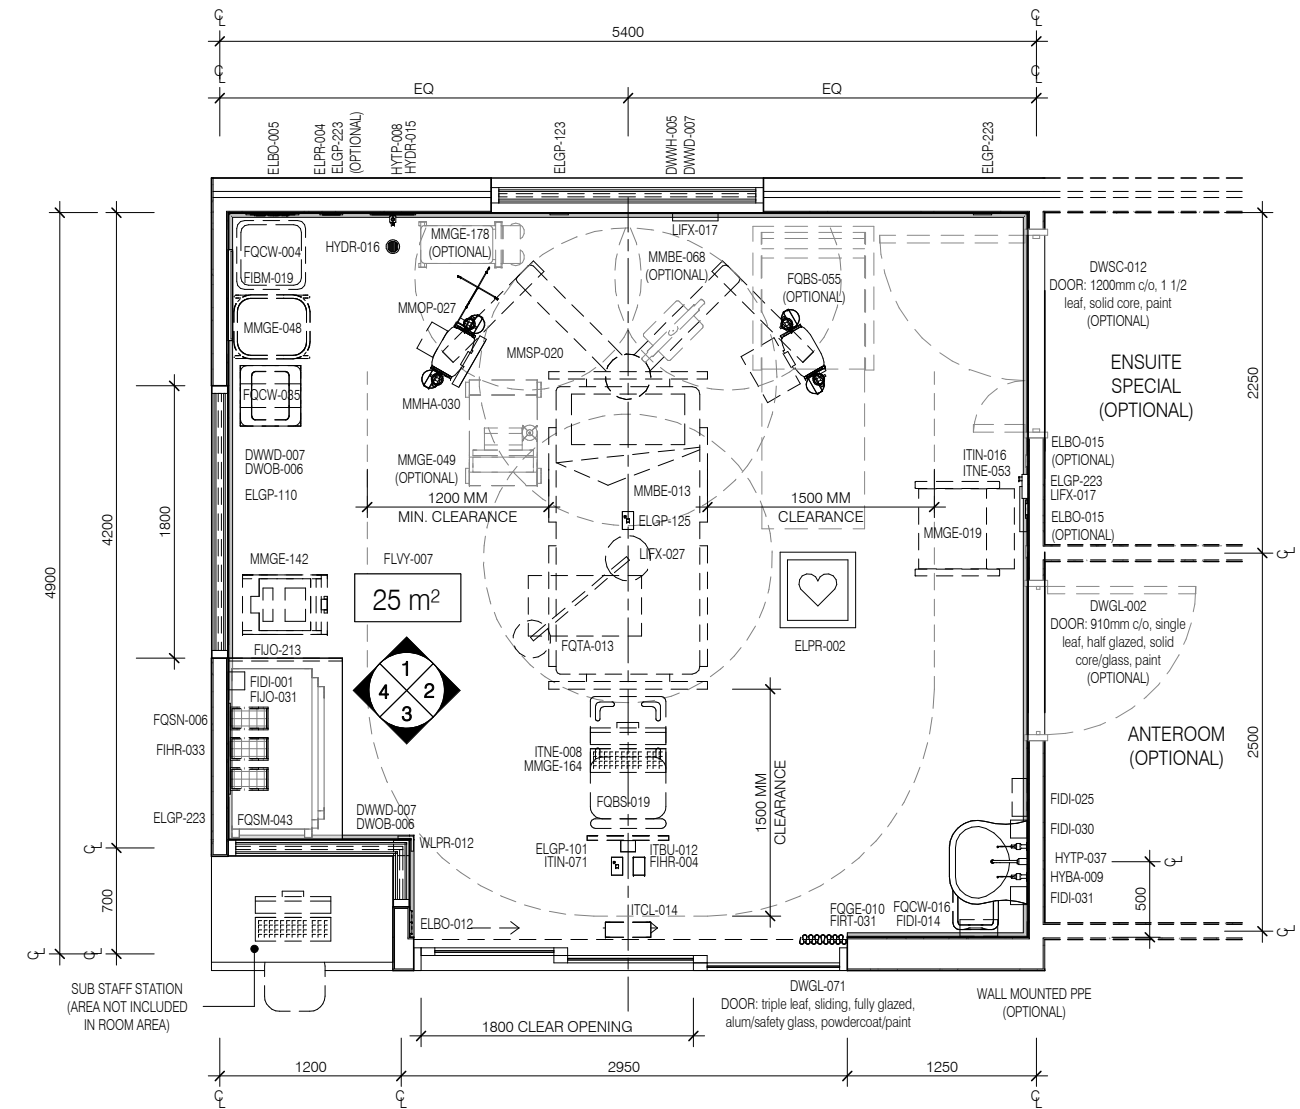 5400
EQ
EQ
ELBO-005
ELPR-004
ELGP-223
(OPTIONAL)
HYTP-008
HYDR-015
ELGP-123
DWWH-005
DWWD-007
ELGP-223
FQCW-004
FIBM-019
HYDR-016
MMGE-178
(OPTIONAL)
LIFX-017
MMBE-068
(OPTIONAL)
FQBS-055
(OPTIONAL)
DWSC-012
DOOR: 1200mm c/o, 1 1/2
leaf, solid core, paint
(OPTIONAL)
MMGE-048
MMOP-027
MMSP-020
FQCW-035
MMHA-030
ENSUITE
SPECIAL
(OPTIONAL)
2250
DWWD-007
DWOB-006
ELGP-110
MMGE-049
(OPTIONAL)
1200 MM
MIN. CLEARANCE
MMBE-013
ELGP-125
1500 MM
CLEARANCE
ITIN-016
ITNE-053
MMGE-019
ELBO-015
(OPTIONAL)
ELGP-223
LIFX-017
ELBO-015
(OPTIONAL)
4900
4200
1800
MMGE-142
FLVY-007
25 m²
LIFX-027
FQTA-013
ELPR-002
DWGL-002
DOOR: 910mm c/o, single
leaf, half glazed, solid
core/glass, paint
(OPTIONAL)
FIJO-213
FIDI-001
FIJO-031
1
4
2
3
FQSN-006
FIHR-033
ELGP-223
FQSM-043
ITNE-008
MMGE-164
FQBS-019
1500 MM
CLEARANCE
ANTEROOM
(OPTIONAL)
2500
DWWD-007
DWOB-006
WLPR-012
ELGP-101
ITIN-071
ITBU-012
FIHR-004
FIDI-025
FIDI-030
HYTP-037
HYBA-009
FIDI-031
500
700
ELBO-012
ITCL-014
FQGE-010
FIRT-031
FQCW-016
FIDI-014
SUB STAFF STATION
(AREA NOT INCLUDED
IN ROOM AREA)
1800 CLEAR OPENING
DWGL-071
DOOR: triple leaf, sliding, fully glazed,
alum/safety glass, powdercoat/paint
WALL MOUNTED PPE
(OPTIONAL)
1200
2950
1250